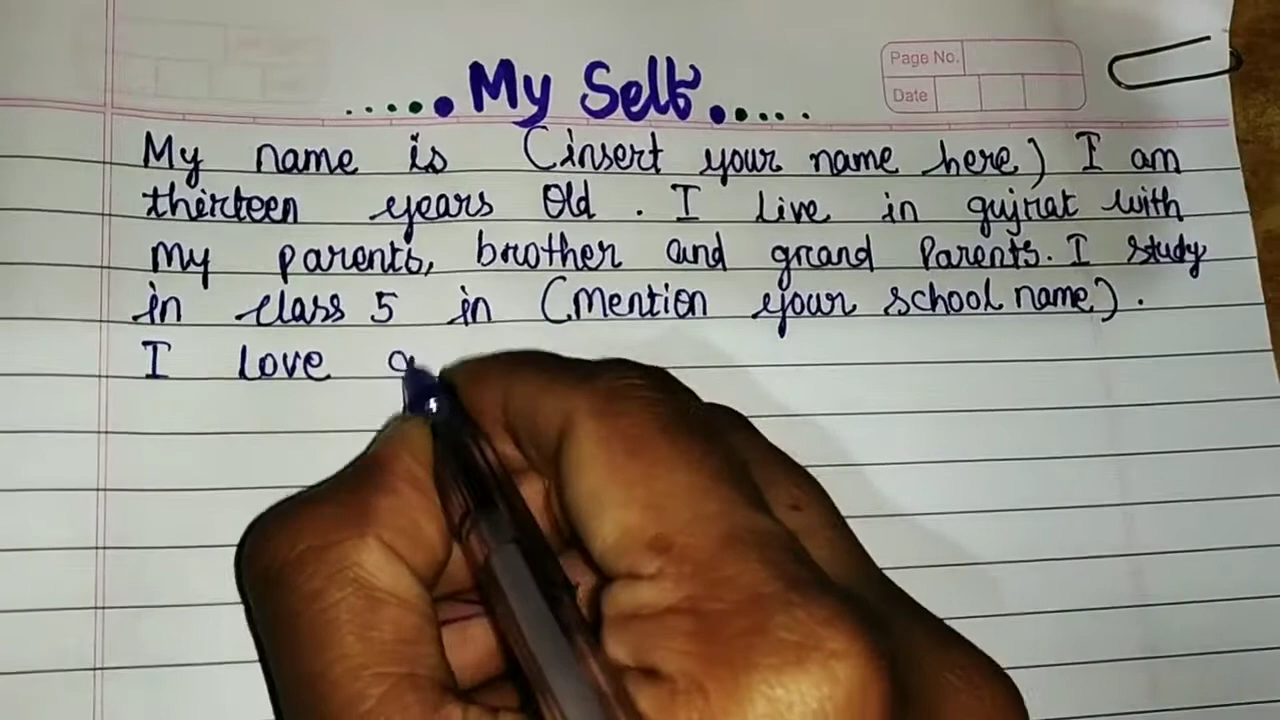 Page No.
Date
.....My Self.....
My name is (insert your name here) I am
thirteen years Old . I live in gujrat with
My parents, brother and grand Parents. I study
in class 5 in (Mention your school name).
I love